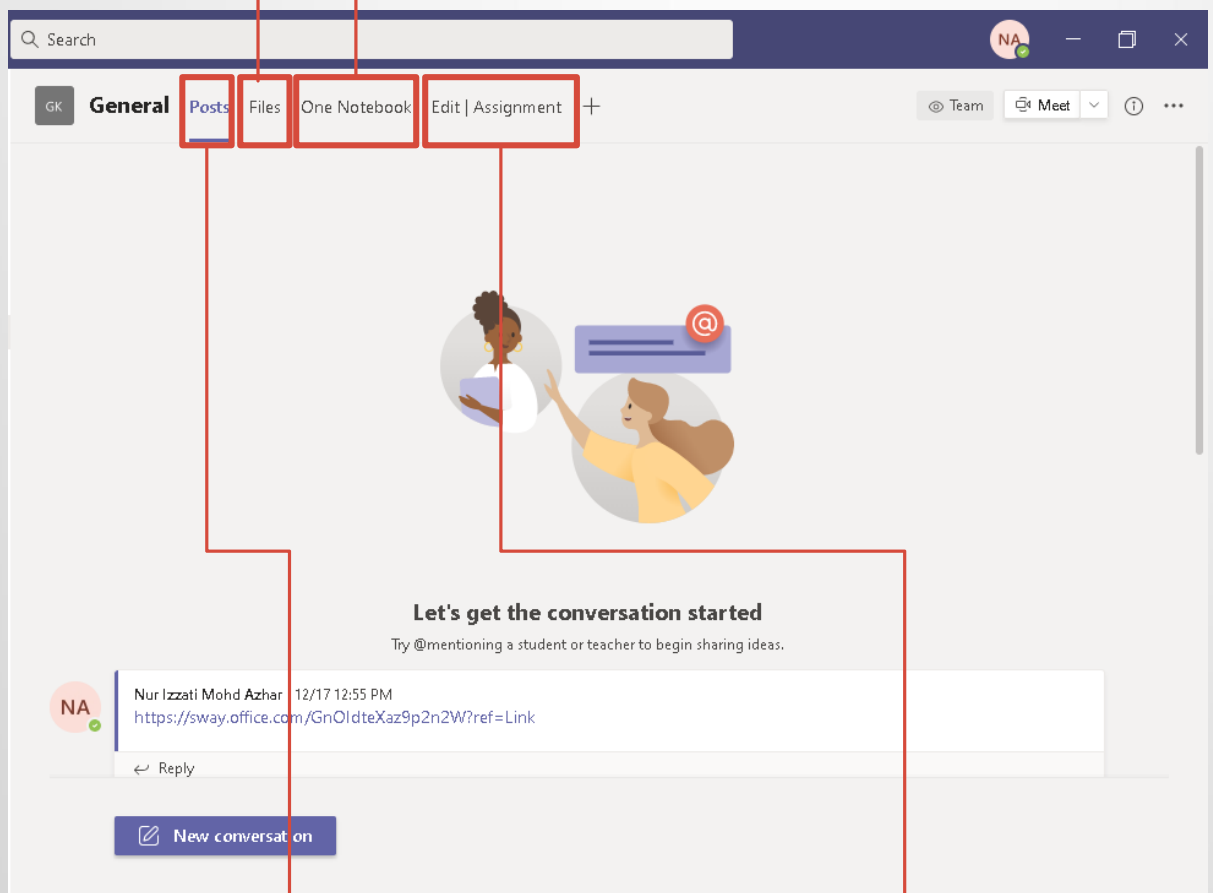 Search
NA
GK General Posts Files One Notebook Edit | Assignment + Team Meet
@
Let's get the conversation started
Try @mentioning a student or teacher to begin sharing ideas.
NA
Nur Izzati Mohd Azhar 12/17 12:55 PM
https://sway.office.com/GnOIdteXaz9p2n2W?ref=Link
Reply
New conversation